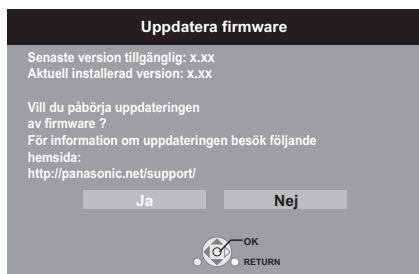 Uppdatera firmware
Senaste version tillgänglig: x.xx
Aktuell installerad version: x.xx
Vill du påbörja uppdateringen
av firmware ?
För information om uppdateringen besök följande
hemsida:
http://panasonic.net/support/
Ja Nej
OK
RETURN